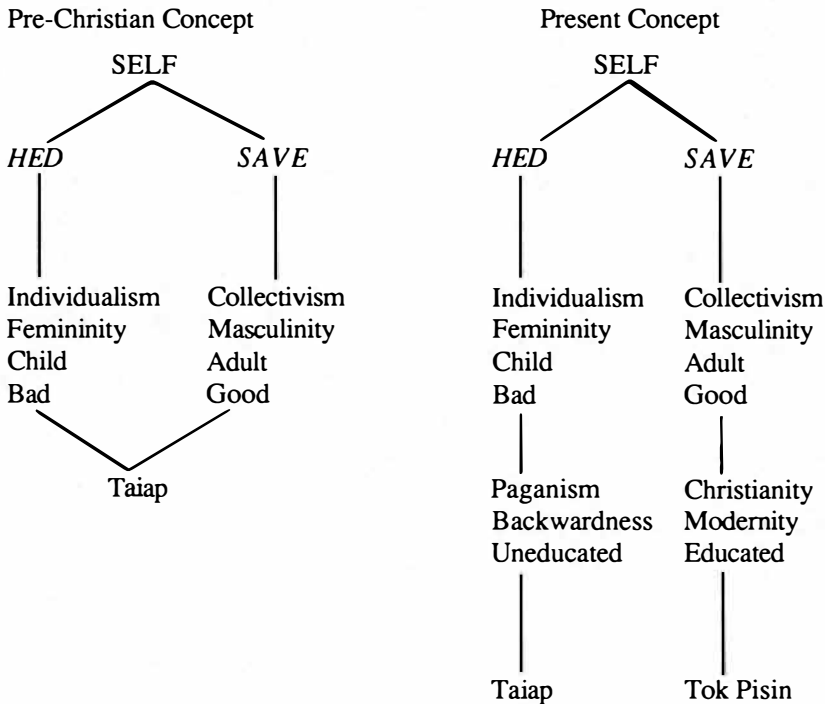 Pre-Christian Concept
SELF
HED SAVE
Individualism Collectivism
Femininity Masculinity
Child Adult
Bad Good
Taiap
Present Concept
SELF
HED SAVE
Individualism Collectivism
Femininity Masculinity
Child Adult
Bad Good
Paganism Christianity
Backwardness Modernity
Uneducated Educated
Taiap Tok Pisin